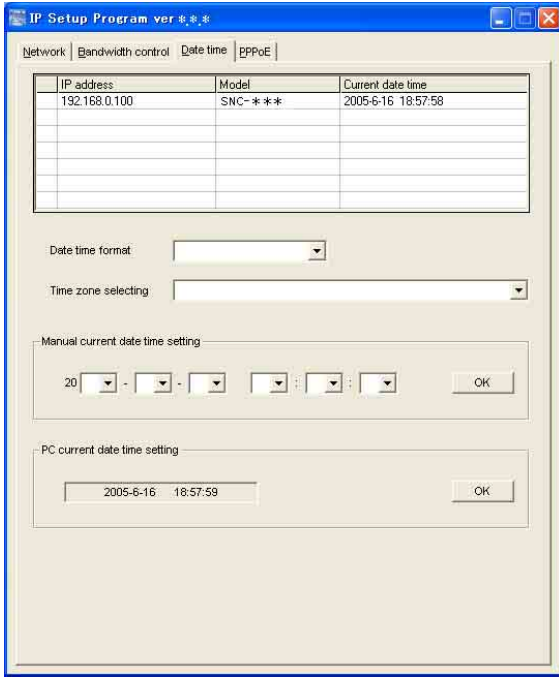 IP Setup Program ver *.*.*
Network Bandwidth control Date time PPPoE
IP address Model Current date time
192.168.0.100 SNC-*** 2005-6-16 18:57:58
Date time format
Time zone selecting
Manual current date time setting
20 - - : : OK
PC current date time setting
2005-6-16 18:57:59 OK